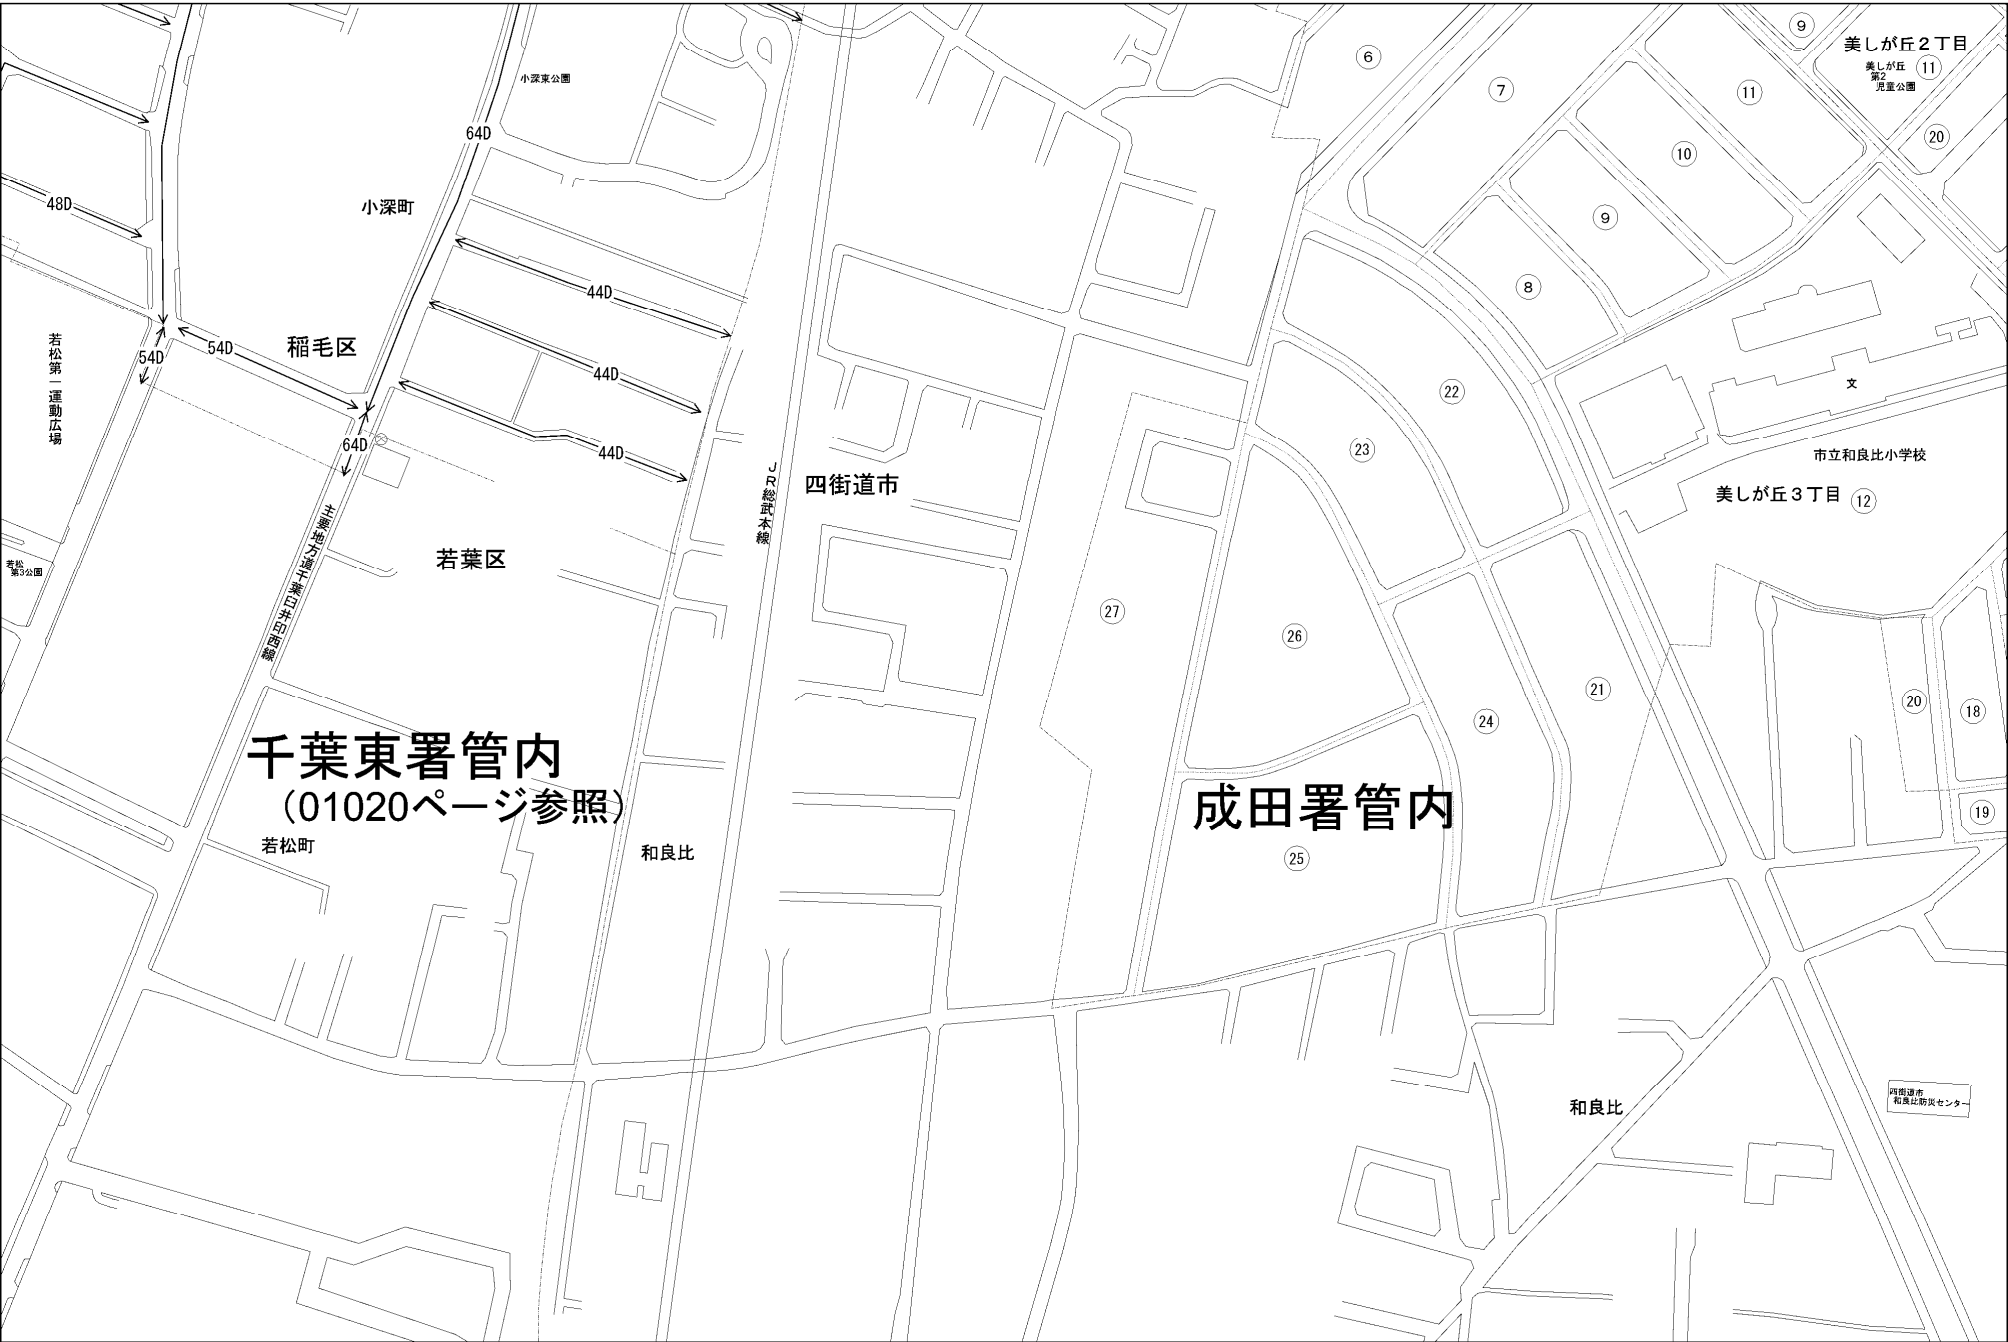 ⑨
美しが丘２丁目
美しが丘
第2
児童公園
⑪
⑥
⑦
⑪
⑳
⑩
小深東公園
64D
48D
小深町
⑨
⑧
44D
稲毛区
54D
54D
若松第一運動広場
44D
文
㉒
64D
44D
㉓
市立和良比小学校
美しが丘３丁目
⑫
JR総武本線
四街道市
主要地方道千葉臼井印西線
若葉区
若松
第3公園
㉗
㉖
㉑
㉔
⑳
⑱
千葉東署管内
（01020ページ参照）
成田署管内
⑲
若松町
和良比
㉕
和良比
四街道市
和良比防災センター